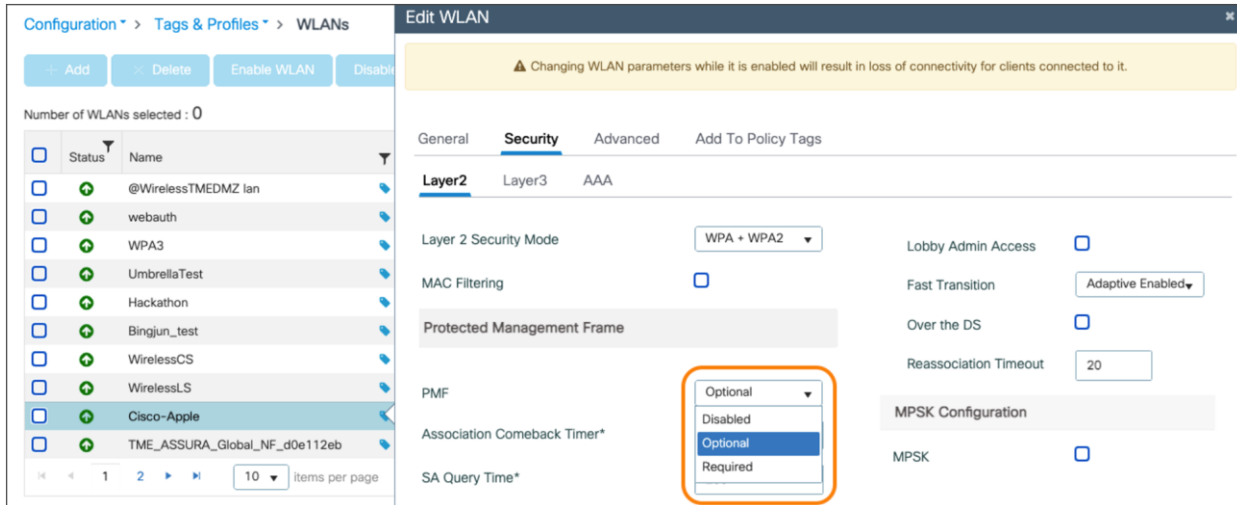 Configuration > Tags & Profiles > WLANs
+ Add
× Delete
Enable WLAN
Disable
Number of WLANs selected : 0
Status Name
@WirelessTMEDMZ lan
webauth
WPA3
UmbrellaTest
Hackathon
Bingjun_test
WirelessCS
WirelessLS
Cisco-Apple
TME_ASSURA_Global_NF_d0e112eb
1 2 10 items per page
Edit WLAN
Changing WLAN parameters while it is enabled will result in loss of connectivity for clients connected to it.
General Security Advanced Add To Policy Tags
Layer2 Layer3 AAA
Layer 2 Security Mode WPA + WPA2
MAC Filtering
Protected Management Frame
PMF Optional
Disabled
Association Comeback Timer*
Optional
Required
SA Query Time*
Lobby Admin Access
Fast Transition Adaptive Enabled
Over the DS
Reassociation Timeout 20
MPSK Configuration
MPSK